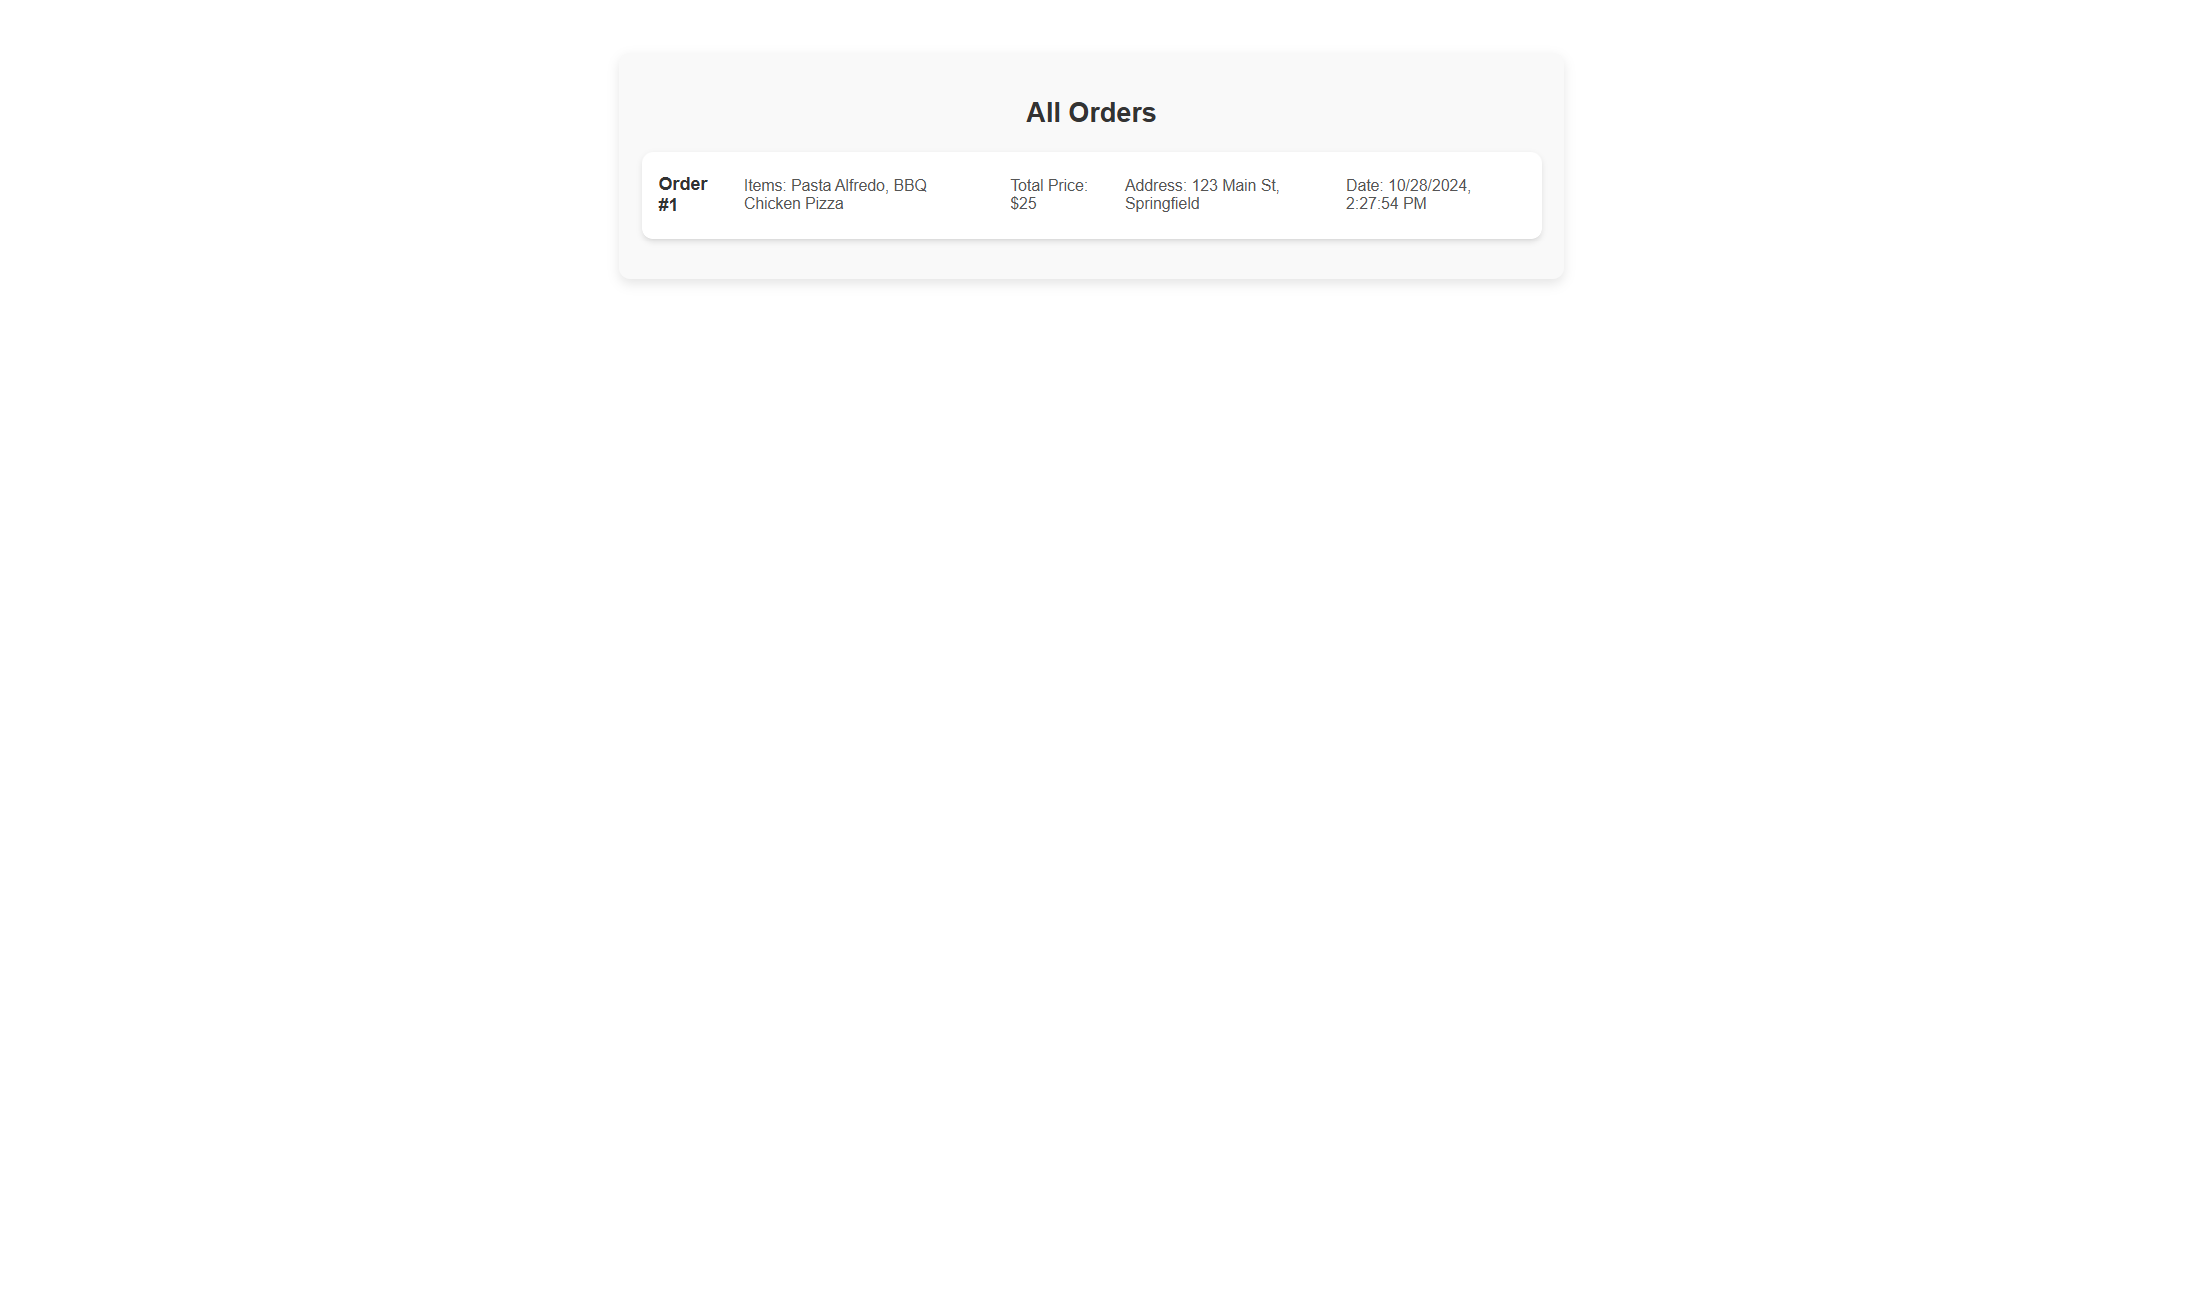 All Orders
Order
#1
Items: Pasta Alfredo, BBQ
Chicken Pizza
Total Price:
$25
Address: 123 Main St,
Springfield
Date: 10/28/2024,
2:27:54 PM